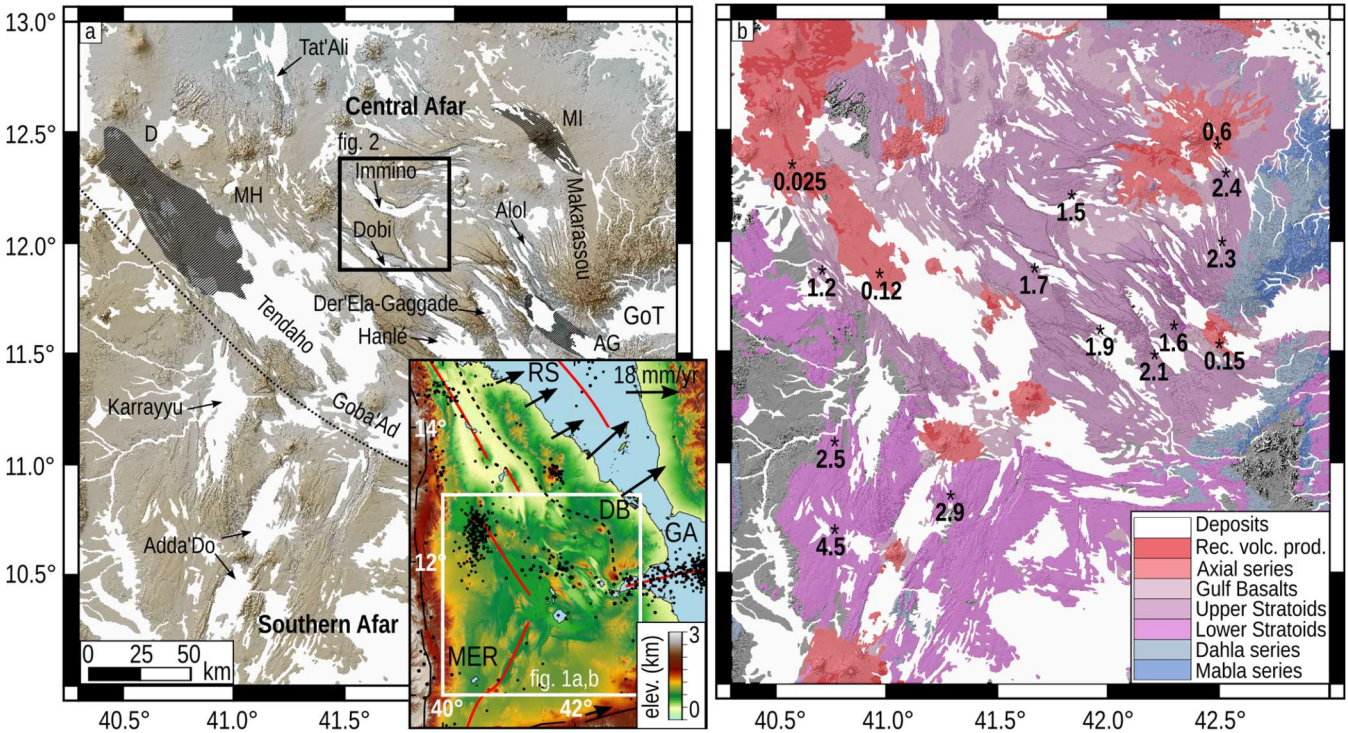 a
13.0°
12.5°
12.0°
11.5°
11.0°
10.5°
40.5°
41.0°
Tat'Ali
Central Afar
fig. 2
D
MI
Immino
MH
Makarassou
Alol
Dobi
Der'Ela-Gaggade
GoT
Tendaho
Hanlé
AG
Karrayyu
Goba'Ad
Adda'Do
Southern Afar
0 25 50
km
RS
18 mm/yr
14°
DB
GA
12°
MER
fig. 1a,b
40°
42°
elev. (km)
3
0
b
0.6
0.025
2.4
1.5
2.3
1.2
0.12
1.7
1.9
1.6
0.15
2.1
2.5
2.9
4.5
Deposits
Rec. volc. prod.
Axial series
Gulf Basalts
Upper Stratoids
Lower Stratoids
Dahla series
Mabla series
40.5°
41.0°
41.5°
42.0°
42.5°